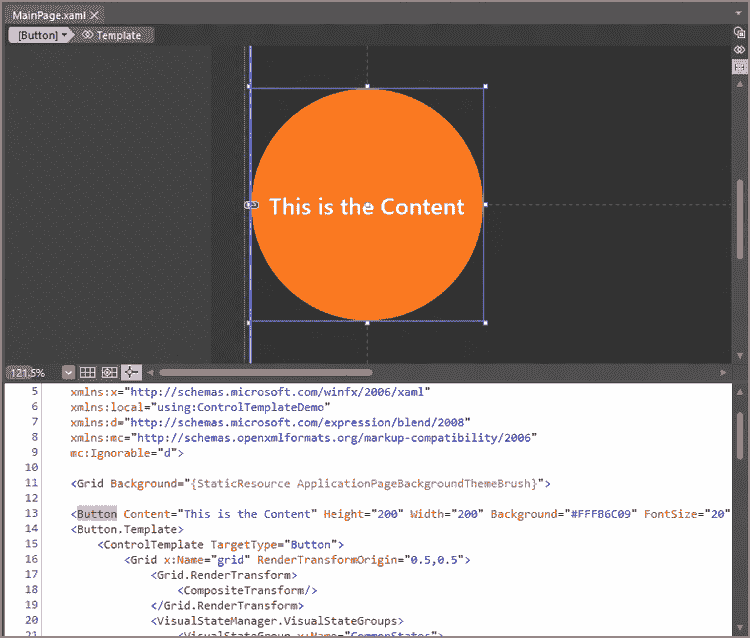 MainPage.xaml
[Button] Template
This is the Content
121.5%
5 xmlns:x="http://schemas.microsoft.com/winfx/2006/xaml"
6 xmlns:local="using:ControlTemplateDemo"
7 xmlns:d="http://schemas.microsoft.com/expression/blend/2008"
8 xmlns:mc="http://schemas.openxmlformats.org/markup-compatibility/2006"
9 mc:Ignorable="d">
10
11 <Grid Background="{StaticResource ApplicationPageBackgroundThemeBrush}">
12
13 <Button Content="This is the Content" Height="200" Width="200" Background="#FFFB6C09" FontSize="20"
14 <Button.Template>
15 <ControlTemplate TargetType="Button">
16 <Grid x:Name="grid" RenderTransformOrigin="0.5,0.5">
17 <Grid.RenderTransform>
18 <CompositeTransform/>
19 </Grid.RenderTransform>
20 <VisualStateManager.VisualStateGroups>
21 <VisualStateGroup x:Name="CommonStates">